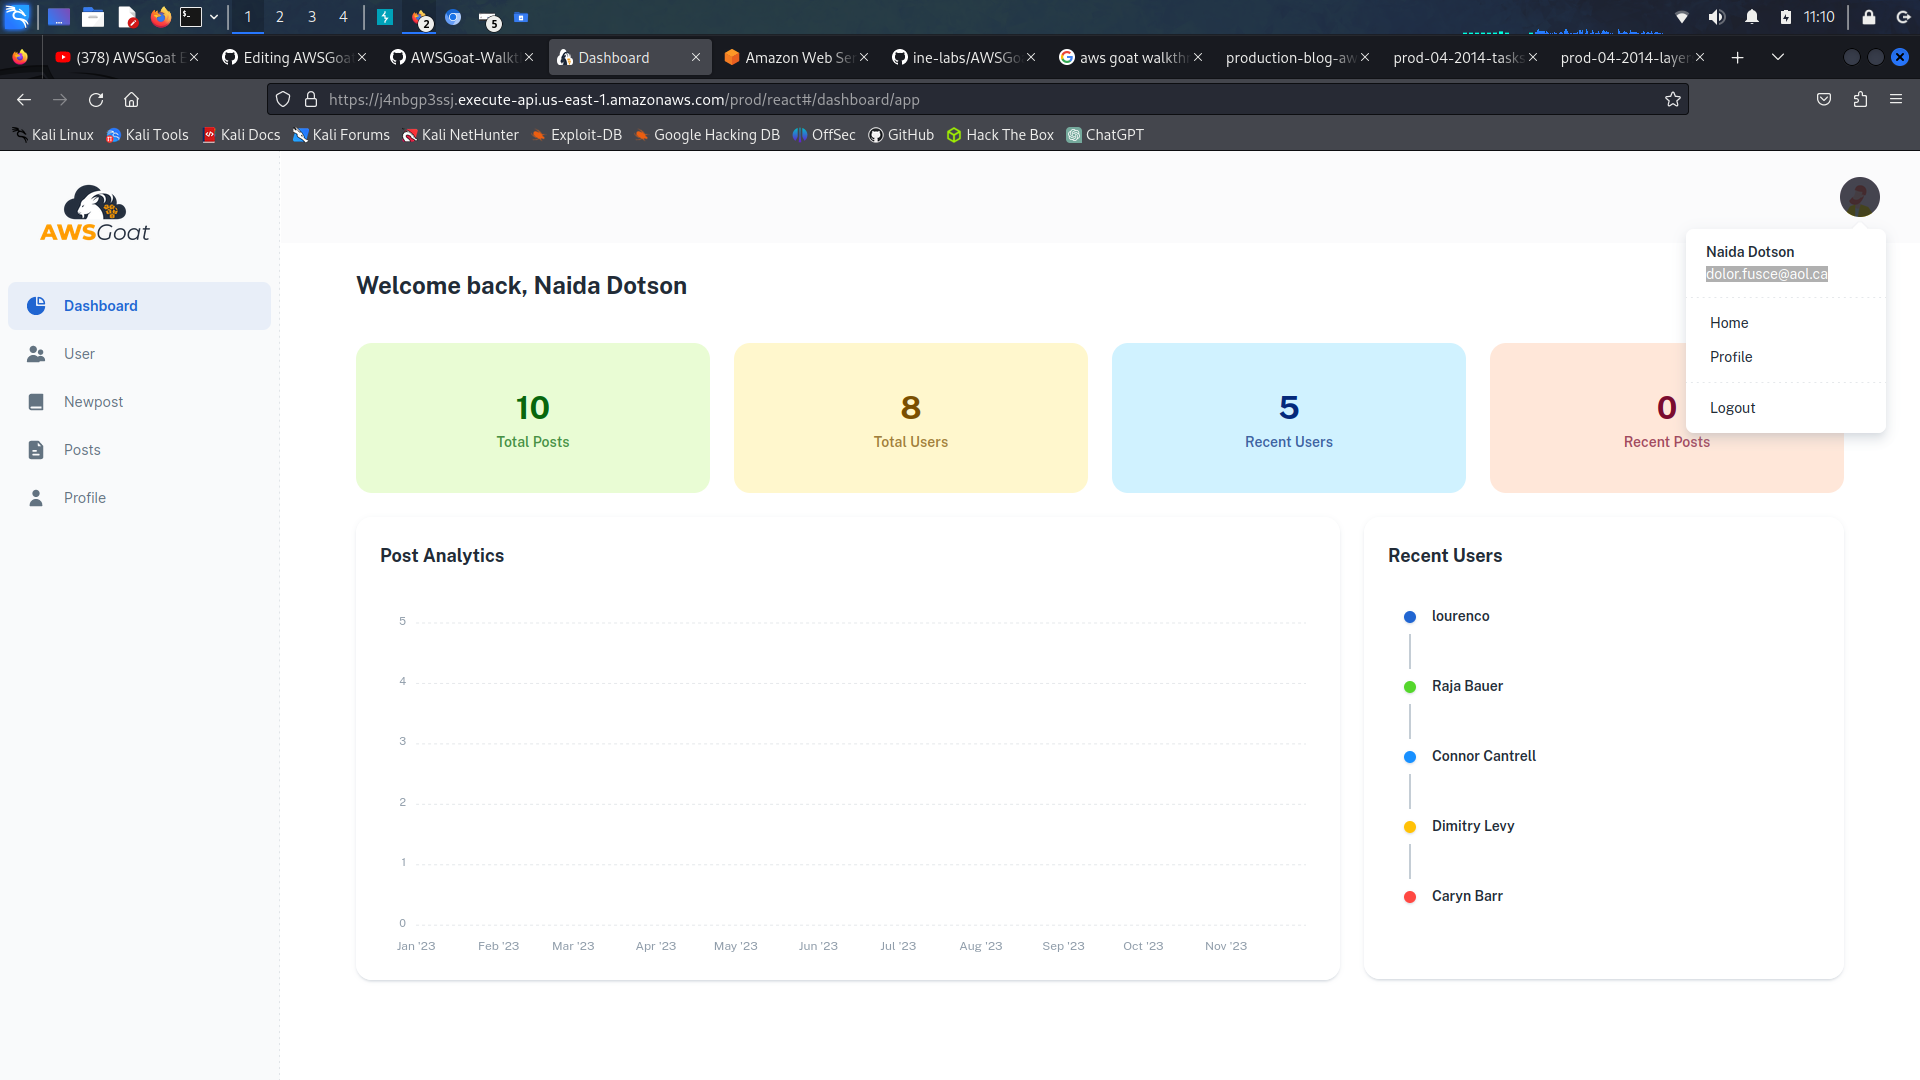 1 2 3 4 2 5 11:10
(378) AWSGoat E Editing AWSGoat AWSGoat-Walkt Dashboard Amazon Web Se ine-labs/AWSGo aws goat walkth production-blog-aw prod-04-2014-tasks prod-04-2014-layer
https://j4nbgp3ssj.execute-api.us-east-1.amazonaws.com/prod/react#/dashboard/app
Kali Linux Kali Tools Kali Docs Kali Forums Kali NetHunter Exploit-DB Google Hacking DB OffSec GitHub Hack The Box ChatGPT
AWSGoat
Dashboard
User
Newpost
Posts
Profile
Naida Dotson
dolor.fusce@aol.ca
Home
Profile
Logout
Welcome back, Naida Dotson
10
Total Posts
8
Total Users
5
Recent Users
0
Recent Posts
Post Analytics
5
4
3
2
1
0
Jan '23 Feb '23 Mar '23 Apr '23 May '23 Jun '23 Jul '23 Aug '23 Sep '23 Oct '23 Nov '23
Recent Users
lourenco
Raja Bauer
Connor Cantrell
Dimitry Levy
Caryn Barr